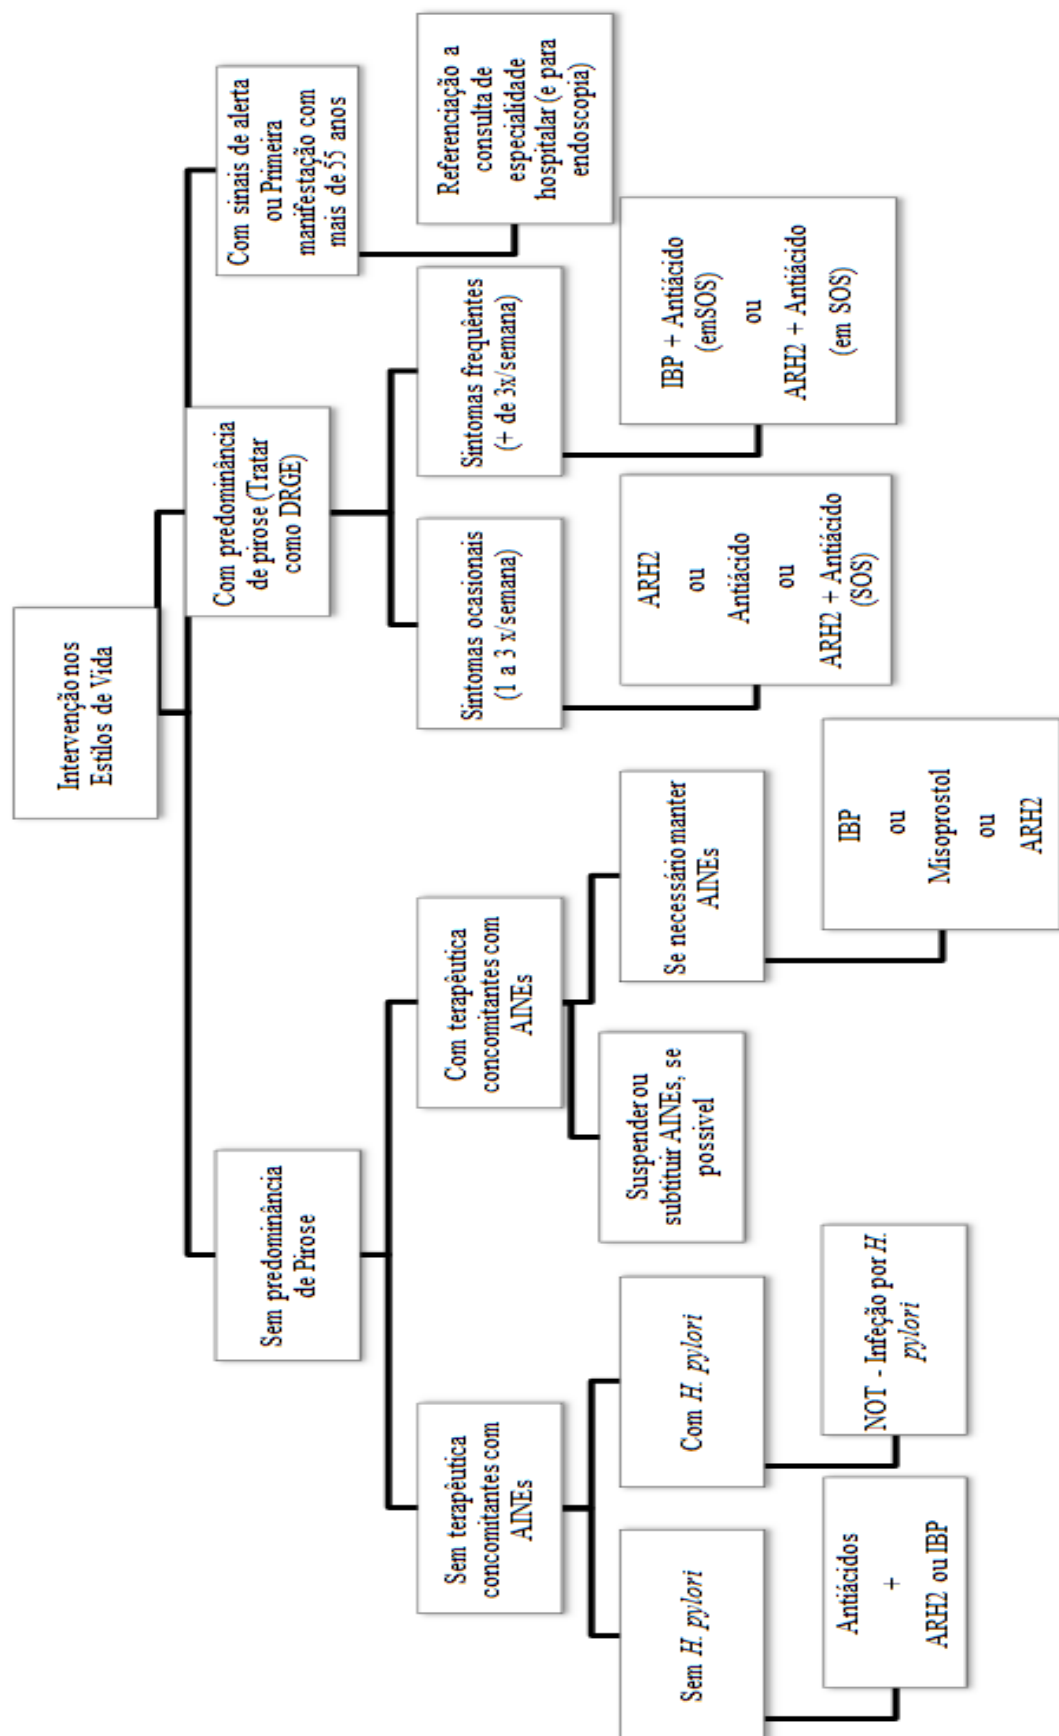 Intervenção nos
Estilos de Vida
Sem predominância
de Pirose
Com predominância
de pirose (Tratar
como DRGE)
Com sinais de alerta
ou Primeira
manifestação com
mais de 55 anos
Sem terapêutica
concomitantes com
AINEs
Com terapêutica
concomitantes com
AINEs
Sintomas ocasionais
(1 a 3 x/semana)
Sintomas frequêntes
(+ de 3x/semana)
Referenciação a
consulta de
especialidade
hospitalar (e para
endoscopia)
Sem H. pylori
Com H. pylori
Suspender ou
subtituir AINEs, se
possivel
Se necessário manter
AINEs
ARH2
ou
Antiácido
ou
ARH2 + Antiácido
(SOS)
IBP + Antiácido
(emSOS)
ou
ARH2 + Antiácido
(em SOS)
Antiácidos
+
ARH2 ou IBP
NOT - Infeção por H.
pylori
IBP
ou
Misoprostol
ou
ARH2